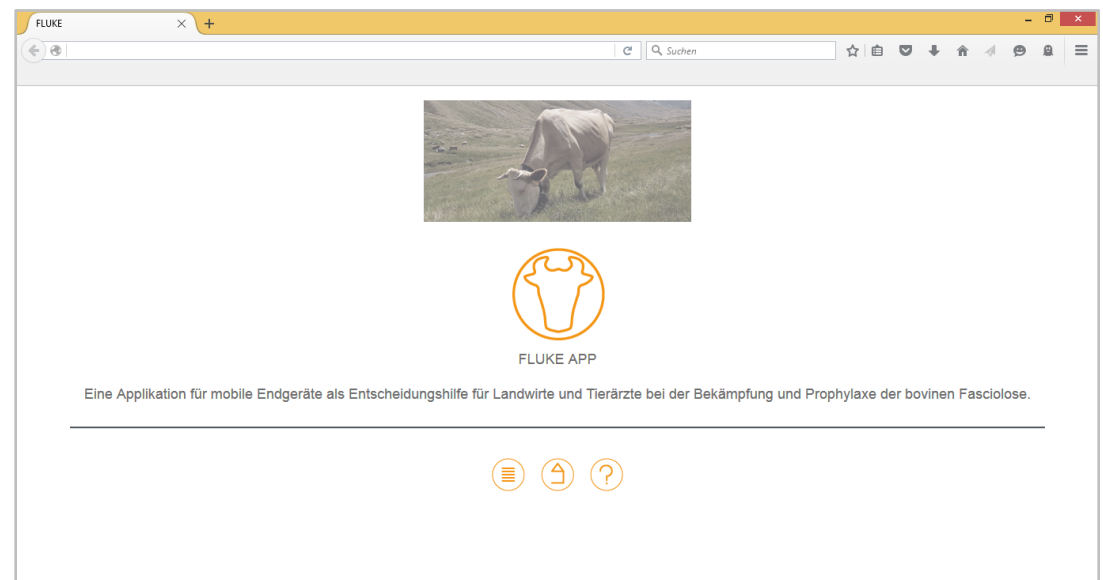 FLUKE
Suchen
FLUKE APP
Eine Applikation für mobile Endgeräte als Entscheidungshilfe für Landwirte und Tierärzte bei der Bekämpfung und Prophylaxe der bovinen Fasciolose.